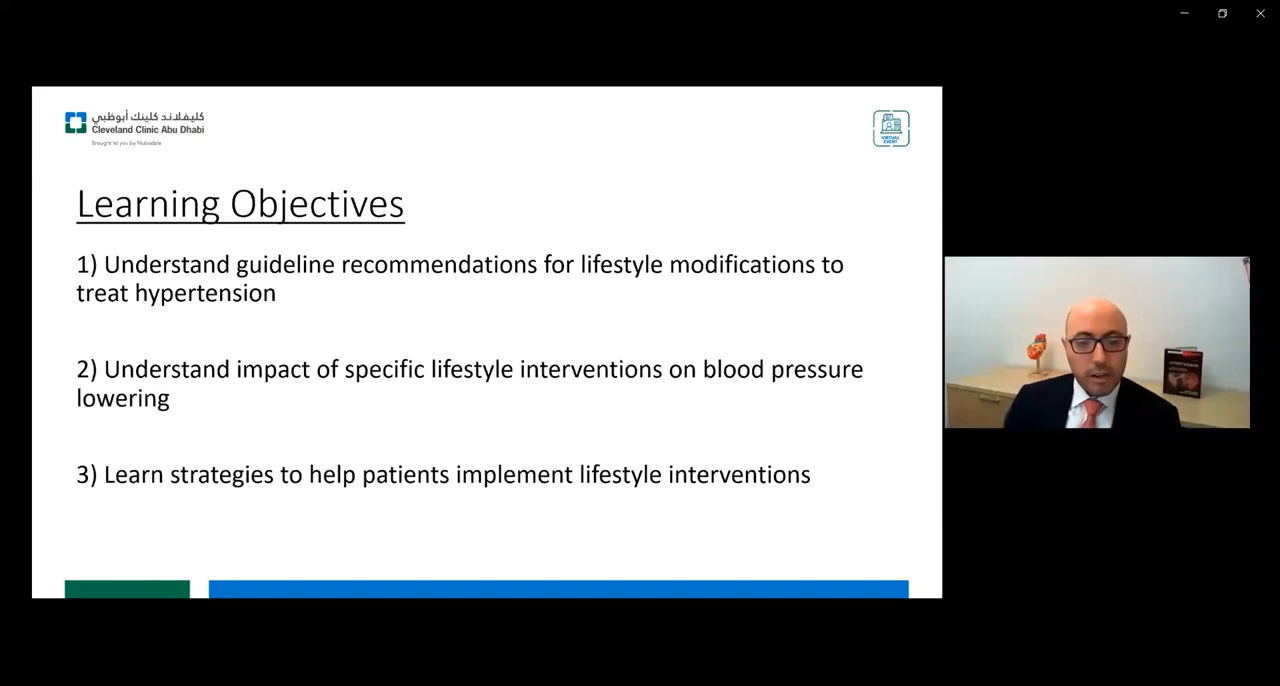 كليفلاند كلينك أبوظبي
Cleveland Clinic Abu Dhabi
Brought to you by Mubadala
VIRTUAL
EVENT
Learning Objectives
1) Understand guideline recommendations for lifestyle modifications to
treat hypertension
2) Understand impact of specific lifestyle interventions on blood pressure
lowering
3) Learn strategies to help patients implement lifestyle interventions